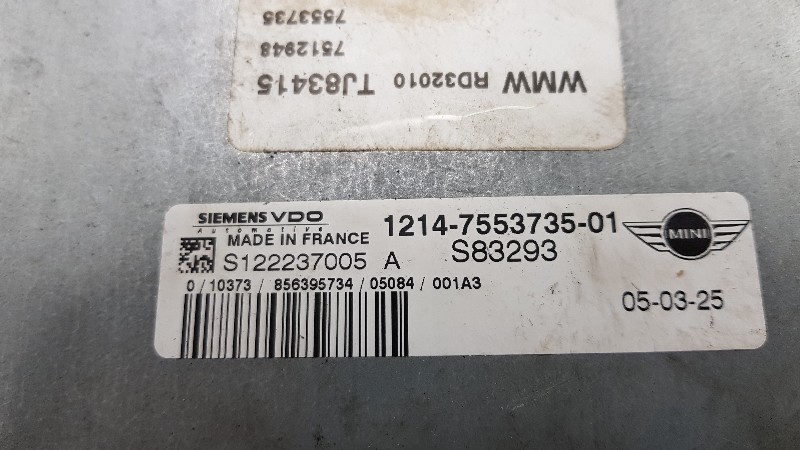 WMW RD32010 TJ83415
7512948
7553735
SIEMENS VDO
Automotive
MADE IN FRANCE
1214-7553735-01
MINI
S122237005 A
S83293
0/10373/856395734/05084/001A3
05-03-25